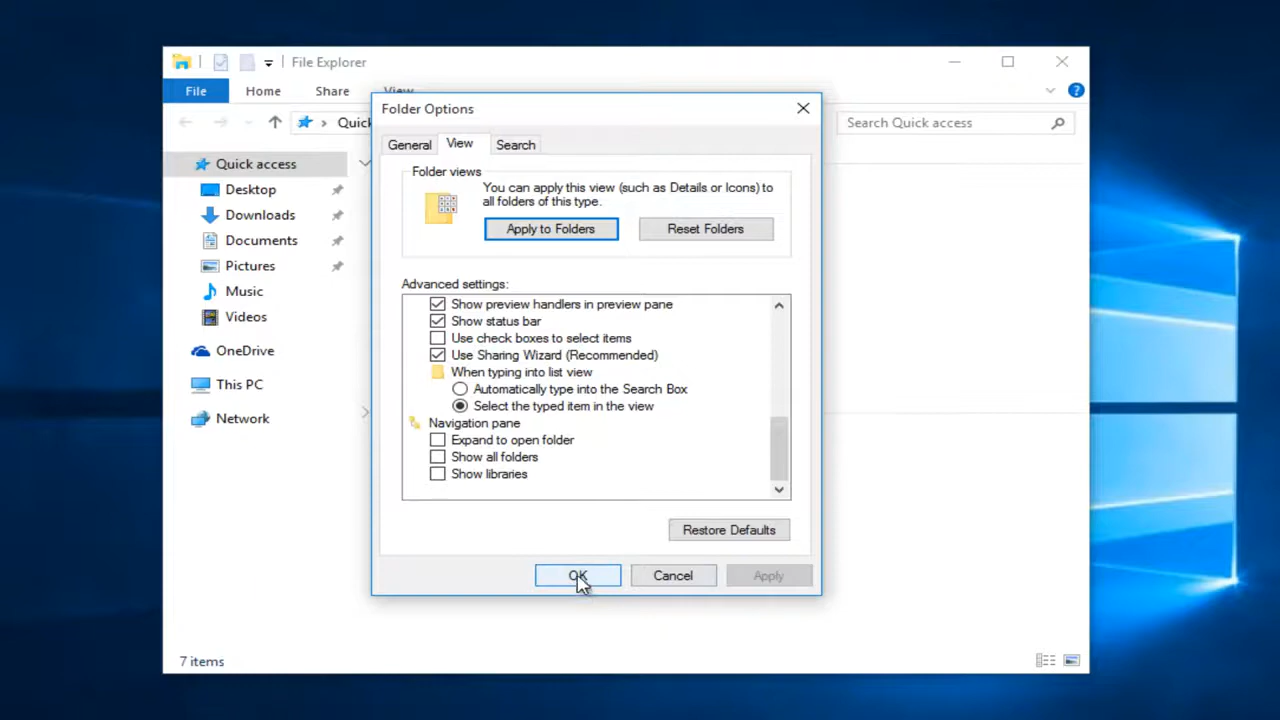 File Explorer
File Home Share View
Quick
Search Quick access
Folder Options
General View Search
Folder views
You can apply this view (such as Details or Icons) to
all folders of this type.
Apply to Folders Reset Folders
Advanced settings:
Show preview handlers in preview pane
Show status bar
Use check boxes to select items
Use Sharing Wizard (Recommended)
When typing into list view
Automatically type into the Search Box
Select the typed item in the view
Navigation pane
Expand to open folder
Show all folders
Show libraries
Restore Defaults
OK Cancel Apply
Quick access
Desktop
Downloads
Documents
Pictures
Music
Videos
OneDrive
This PC
Network
7 items